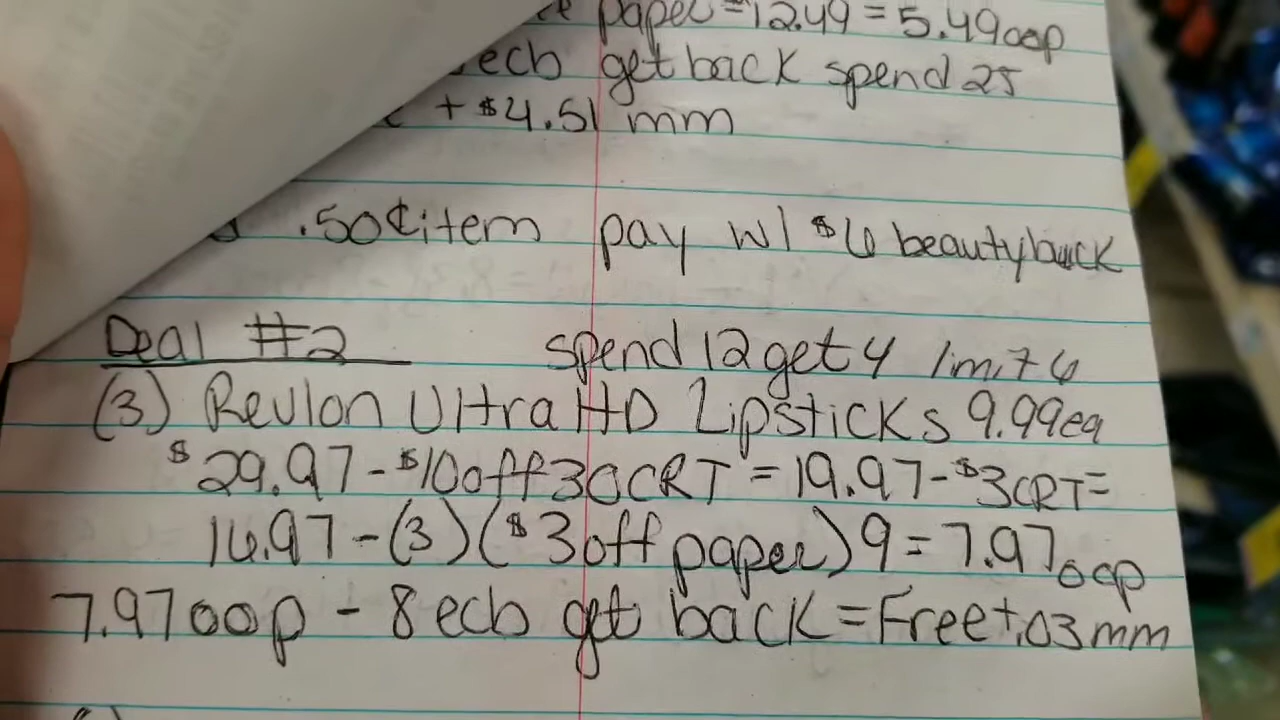 paper = 12.49 = 5.49 oop
ecb get back spend 25
+ $4.51 mm
.50¢ item pay w/ $6 beauty buck
Deal #2 spend 12 get 4 limit 6
(3) Revlon Ultra HD Lipsticks 9.99ea
$29.97 - $10 off 30 CRT = 19.97 - $3 CRT =
16.97 - (3) ($3 off paper) 9 = 7.97 oop
7.97 oop - 8 ecb get back = Free + .03 mm